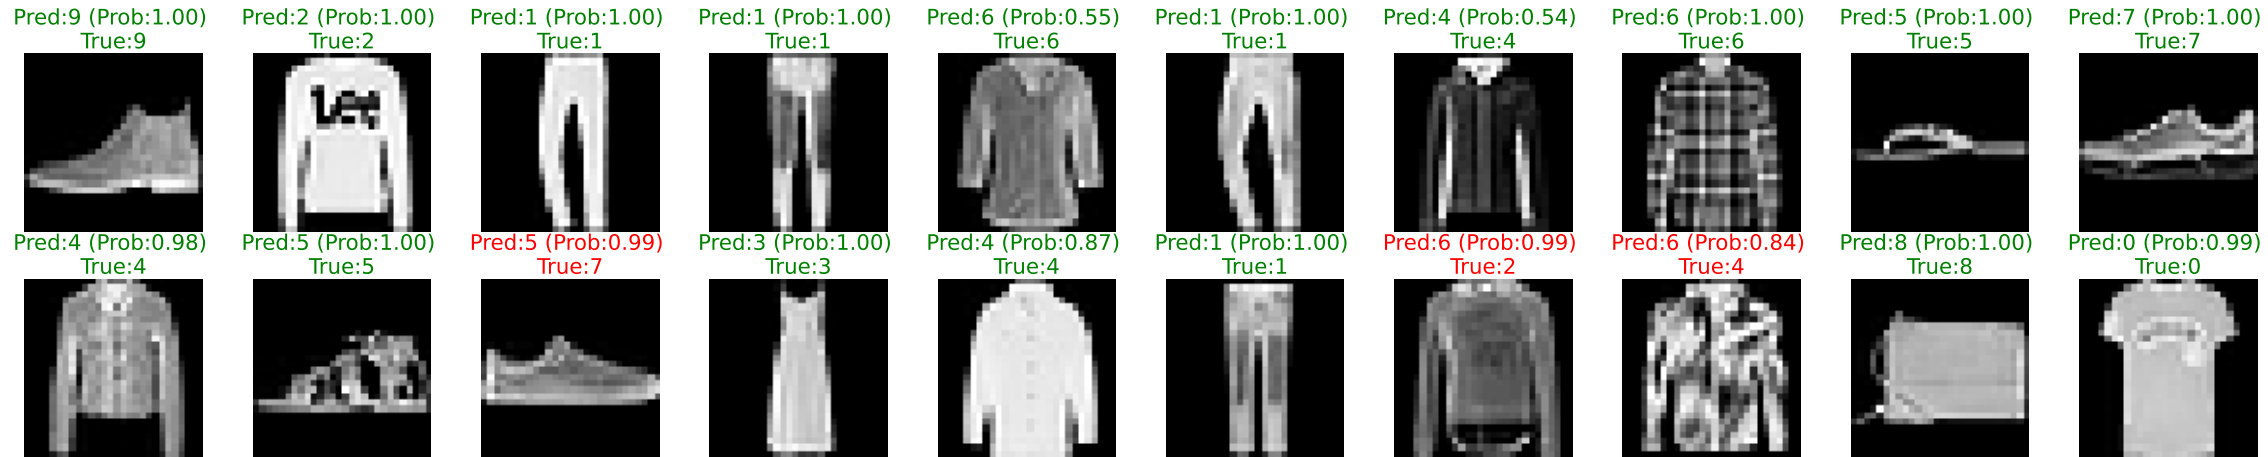 Pred:9 (Prob:1.00) Pred:2 (Prob:1.00) Pred:1 (Prob:1.00) Pred:1 (Prob:1.00) Pred:6 (Prob:0.55) Pred:1 (Prob:1.00) Pred:4 (Prob:0.54) Pred:6 (Prob:1.00) Pred:5 (Prob:1.00) Pred:7 (Prob:1.00)
True:9 True:2 True:1 True:1 True:6 True:1 True:4 True:6 True:5 True:7
Lee
Pred:4 (Prob:0.98) Pred:5 (Prob:1.00) Pred:5 (Prob:0.99) Pred:3 (Prob:1.00) Pred:4 (Prob:0.87) Pred:1 (Prob:1.00) Pred:6 (Prob:0.99) Pred:6 (Prob:0.84) Pred:8 (Prob:1.00) Pred:0 (Prob:0.99)
True:4 True:5 True:7 True:3 True:4 True:1 True:2 True:4 True:8 True:0